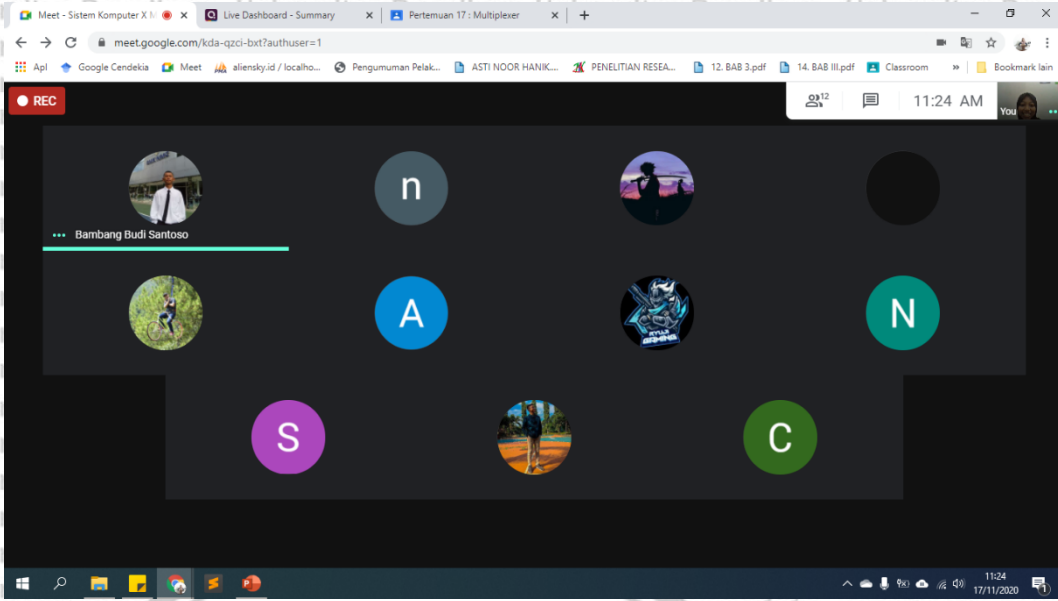 Meet - Sistem Komputer X M
Live Dashboard - Summary
Pertemuan 17 : Multiplexer
meet.google.com/kda-qzci-bxt?authuser=1
Apl
Google Cendekia
Meet
aliensky.id / localho...
Pengumuman Pelak...
ASTI NOOR HANIK....
PENELITIAN RESEA...
12. BAB 3.pdf
14. BAB III.pdf
Classroom
»
Bookmark lain
REC
12
11:24 AM
You
n
Bambang Budi Santoso
A
GAMING
N
S
C
11:24
17/11/2020
1